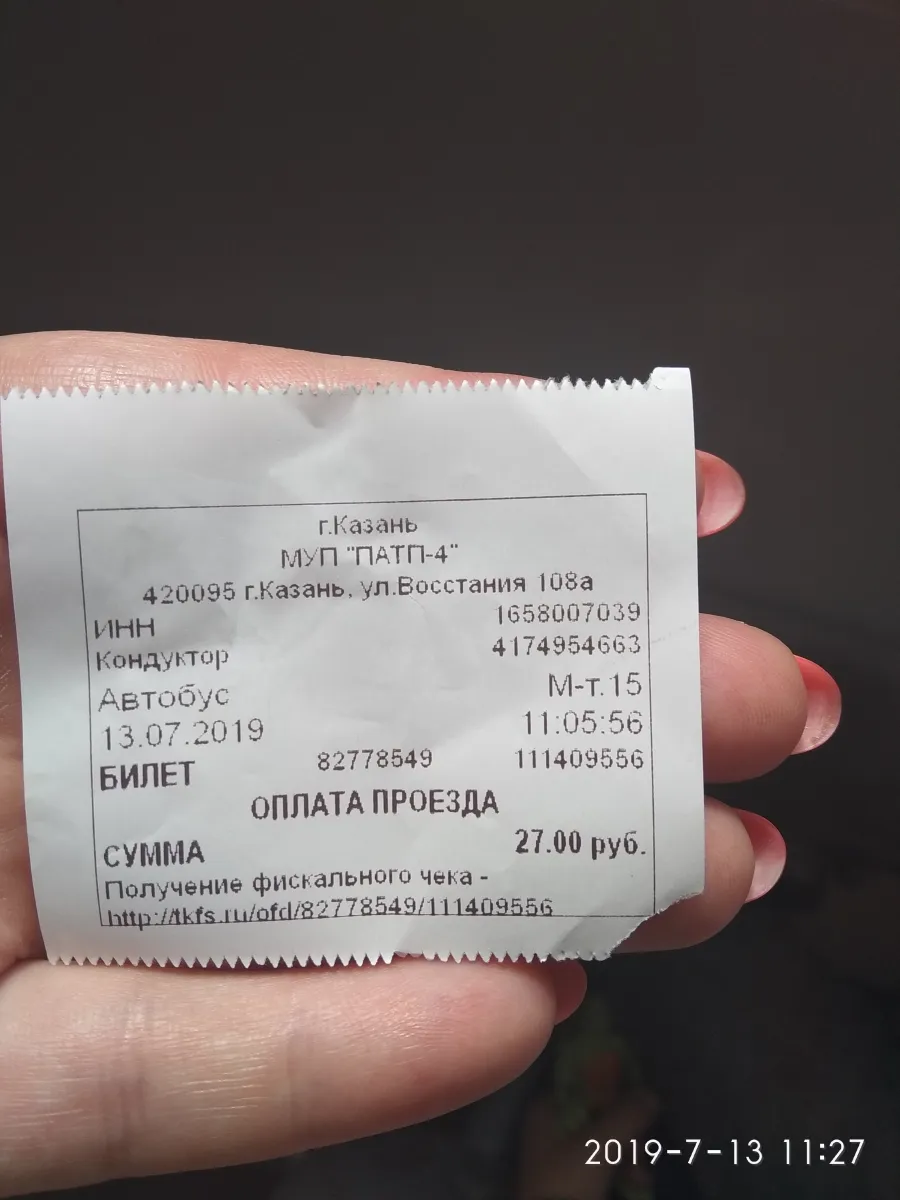 г.Казань
МУП "ПАТП-4"
420095 г.Казань, ул.Восстания 108а
ИНН 1658007039
Кондуктор 4174954663
Автобус М-т.15
13.07.2019 11:05:56
БИЛЕТ 82778549 111409556
ОПЛАТА ПРОЕЗДА
СУММА 27.00 руб.
Получение фискального чека -
http://tkfs.ru/ofd/82778549/111409556
2019-7-13 11:27